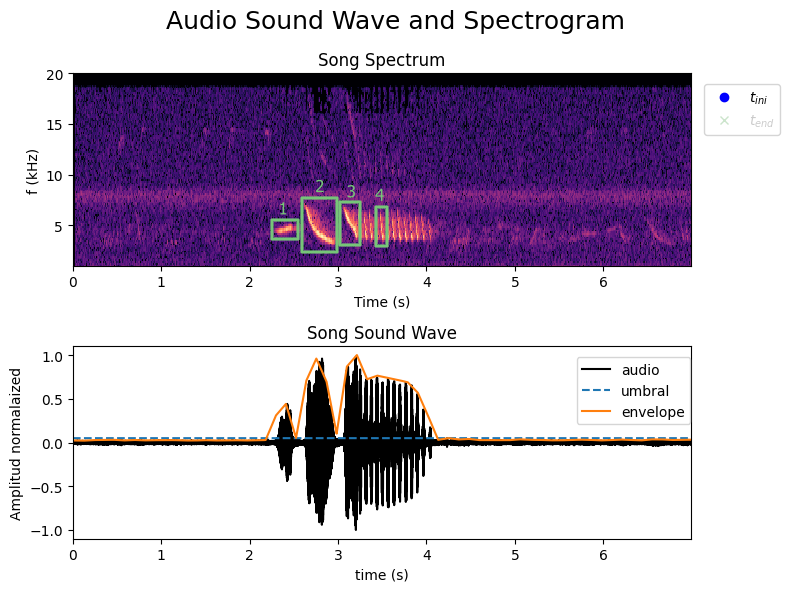 Audio Sound Wave and Spectrogram
Song Spectrum
20
15
10
5
f (kHz)
1
2
3
4
0 1 2 3 4 5 6
Time (s)
t_ini
t_end
Song Sound Wave
1.0
0.5
0.0
−0.5
−1.0
Amplitud normalaized
audio
umbral
envelope
0 1 2 3 4 5 6
time (s)